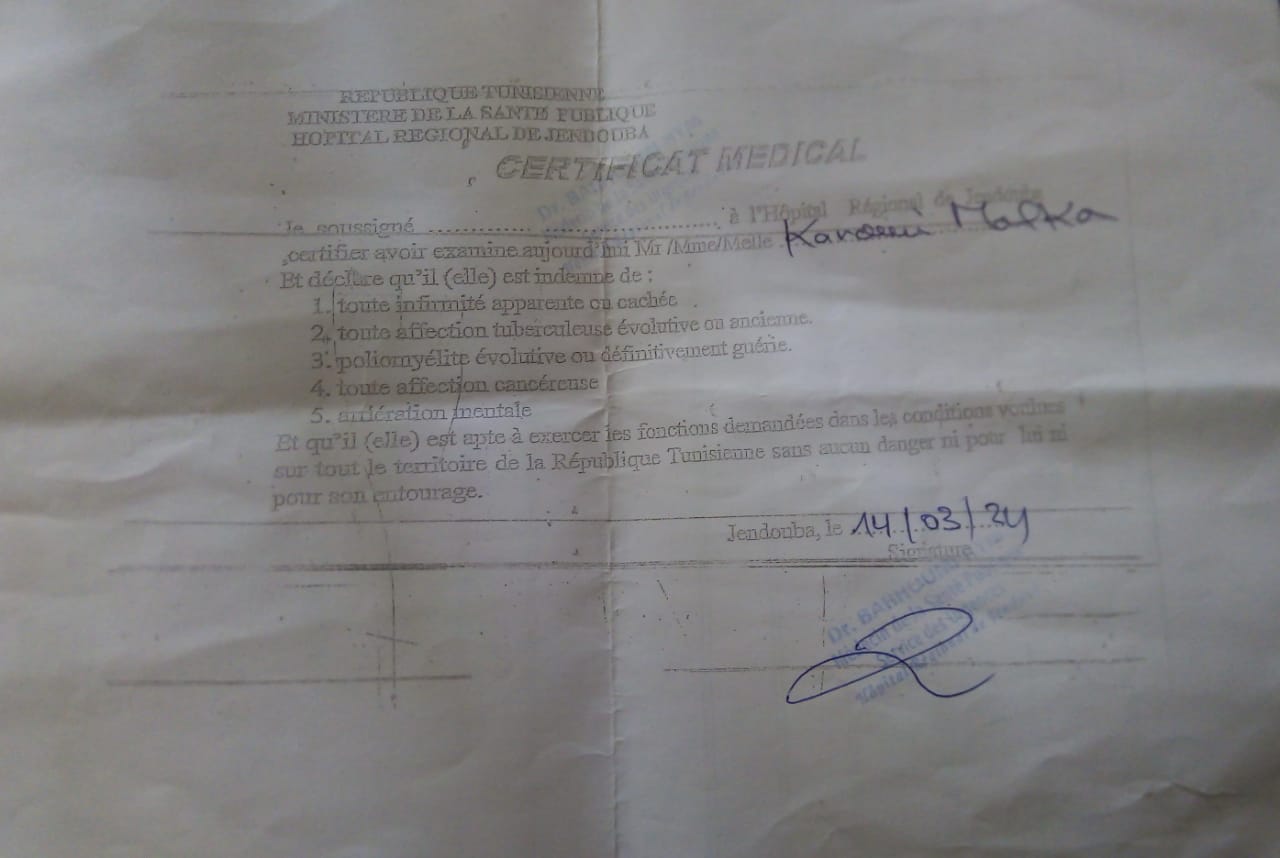 REPUBLIQUE TUNISIENNE
MINISTERE DE LA SANTE PUBLIQUE
HOPITAL REGIONAL DE JENDOUBA
CERTIFICAT MEDICAL
Je soussigné .................... .................................. à l'Hôpital Régional de Jendouba
certifier avoir examine aujourd'hui Mr /Mme/Melle
Et déclare qu'il (elle) est indemne de :
1. toute infirmité apparente ou cachée
2. toute affection tuberculeuse évolutive ou ancienne.
3. poliomyélite évolutive ou définitivement guérie.
4. toute affection cancéreuse
5. mentale
Et qu'il (elle) est apte à exercer les fonctions demandées dans les conditions
sur tout le territoire de la République Tunisienne sans aucun danger ni pour lui ni
pour son entourage.
Jendouba, le 14/03/24
Signature
Dr.